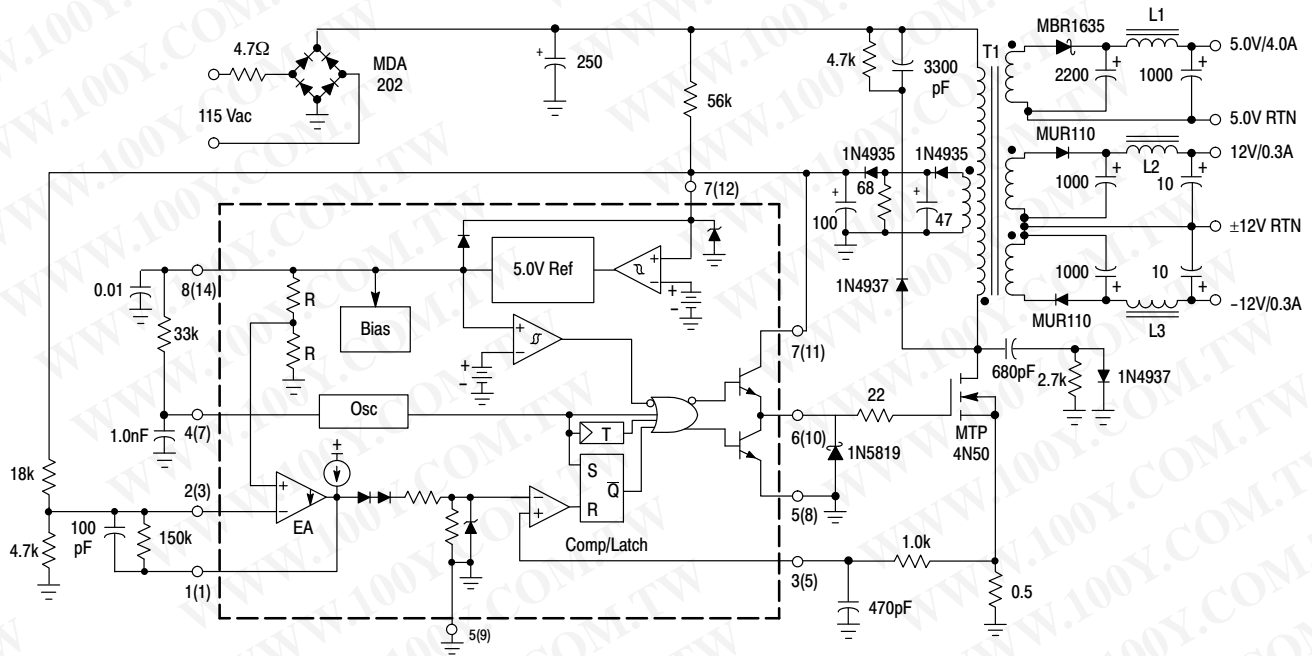 WWW.100Y.COM.TW
4.7Ω
MDA
202
115 Vac
+
250
56k
4.7k
3300
pF
T1
MBR1635
L1
5.0V/4.0A
2200
+
1000
+
5.0V RTN
MUR110
12V/0.3A
L2
1000
+
10
+
±12V RTN
1000
+
10
+
MUR110
L3
–12V/0.3A
1N4935
1N4935
68
+
100
+
47
7(12)
1N4937
0.01
8(14)
33k
R
R
Bias
5.0V Ref
+
–
+
–
+
–
+
–
7(11)
680pF
2.7k
1N4937
1.0nF
4(7)
Osc
T
S
Q
R
22
6(10)
1N5819
MTP
4N50
18k
2(3)
+
–
EA
+
–
+
Comp/Latch
5(8)
100
pF
150k
4.7k
1(1)
3(5)
1.0k
470pF
0.5
5(9)